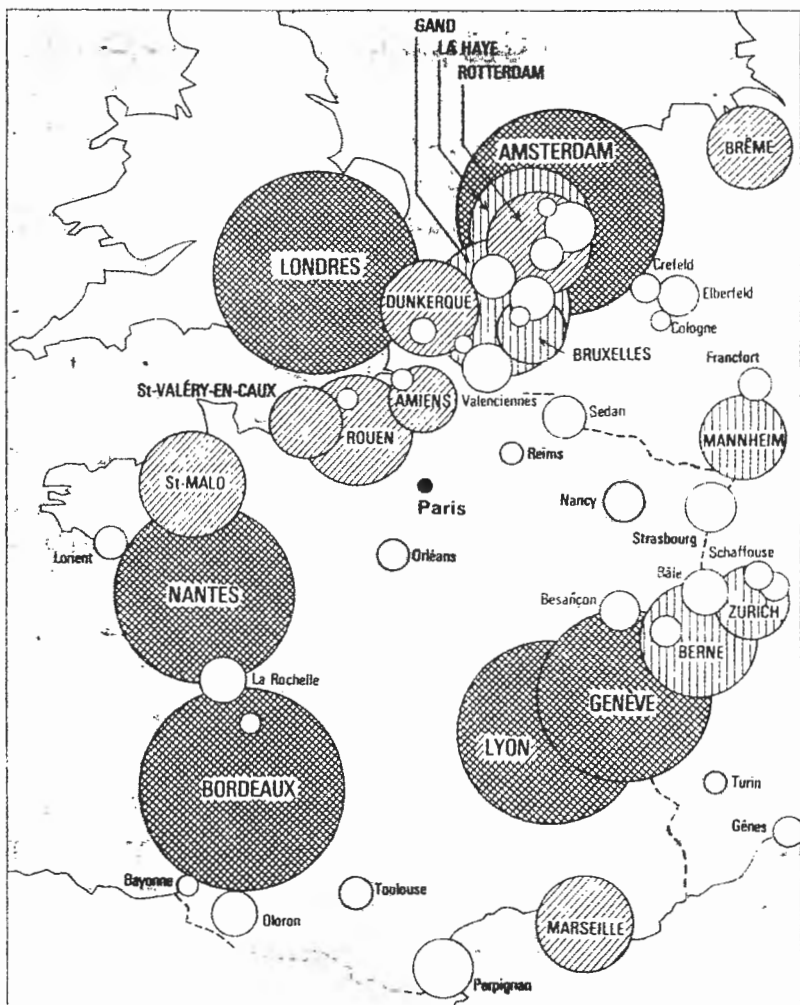 GAND
LA HAYE
ROTTERDAM
AMSTERDAM
BRÊME
LONDRES
DUNKERQUE
Crefeld
Elberfeld
Cologne
BRUXELLES
Francfort
St-VALÉRY-EN-CAUX
AMIENS
Valenciennes
Sedan
MANNHEIM
ROUEN
Reims
St-MALO
Paris
Nancy
Strasbourg
Lorient
Orléans
Schaffouse
Bâle
NANTES
Besançon
ZURICH
BERNE
La Rochelle
GENÈVE
LYON
BORDEAUX
Turin
Gênes
Bayonne
Toulouse
Oloron
MARSEILLE
Perpignan